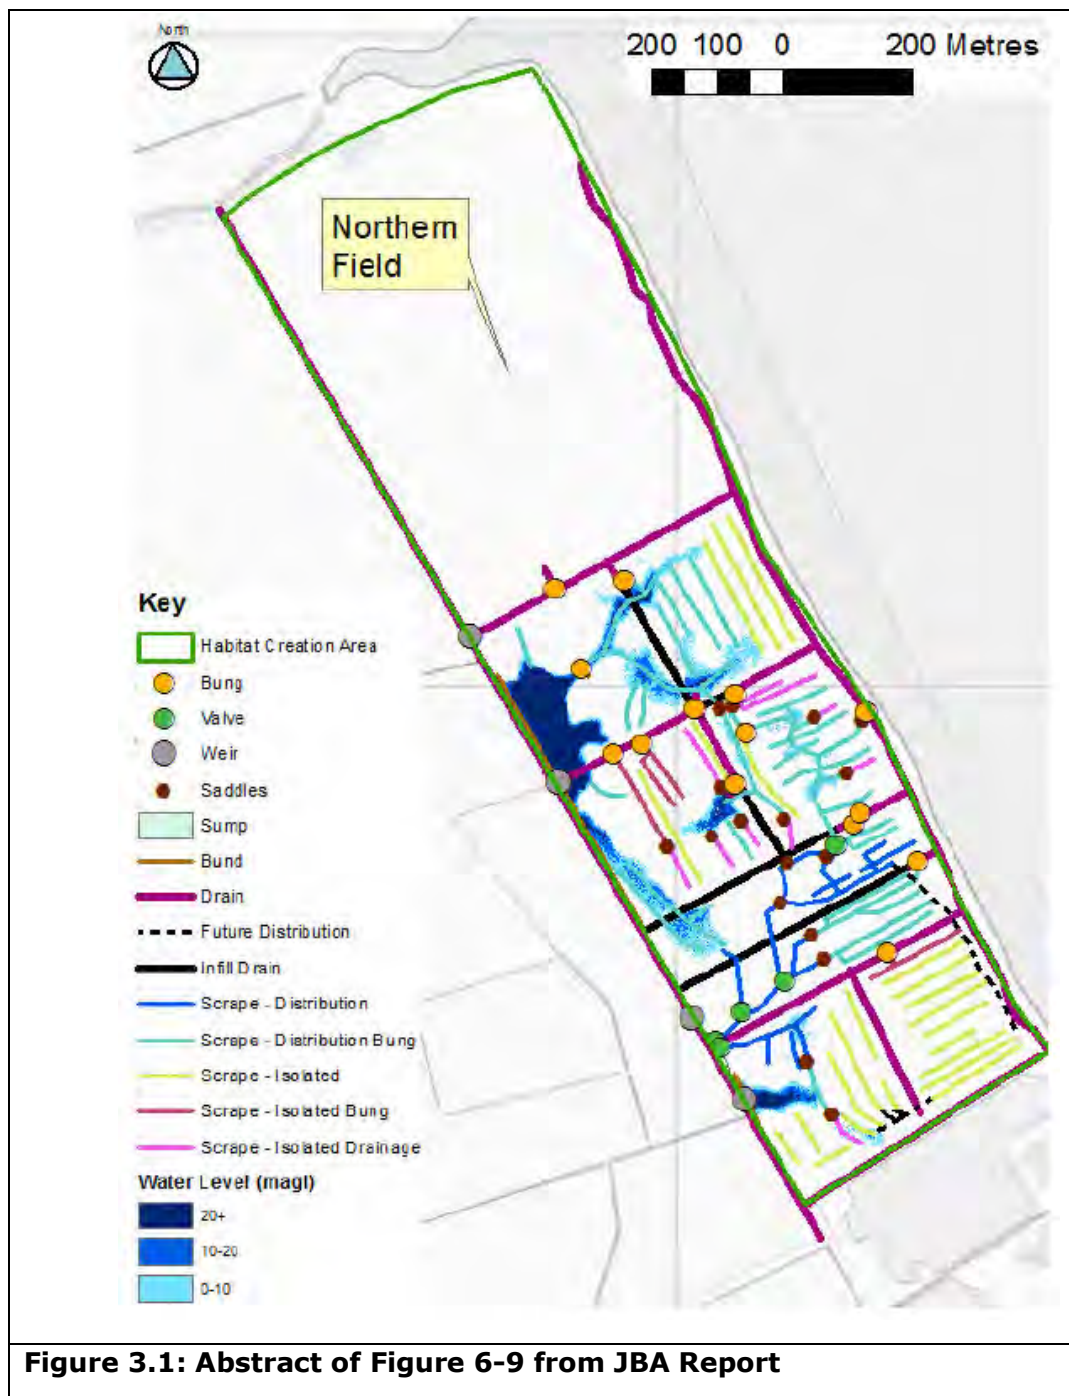 North
200 100 0 200 Metres
Northern
Field
Key
Habitat Creation Area
Bung
Valve
Weir
Saddles
Sump
Bund
Drain
Future Distribution
Infill Drain
Scrape - Distribution
Scrape - Distribution Bung
Scrape - Isolated
Scrape - Isolated Bung
Scrape - Isolated Drainage
Water Level (magl)
20+
10-20
0-10
Figure 3.1: Abstract of Figure 6-9 from JBA Report